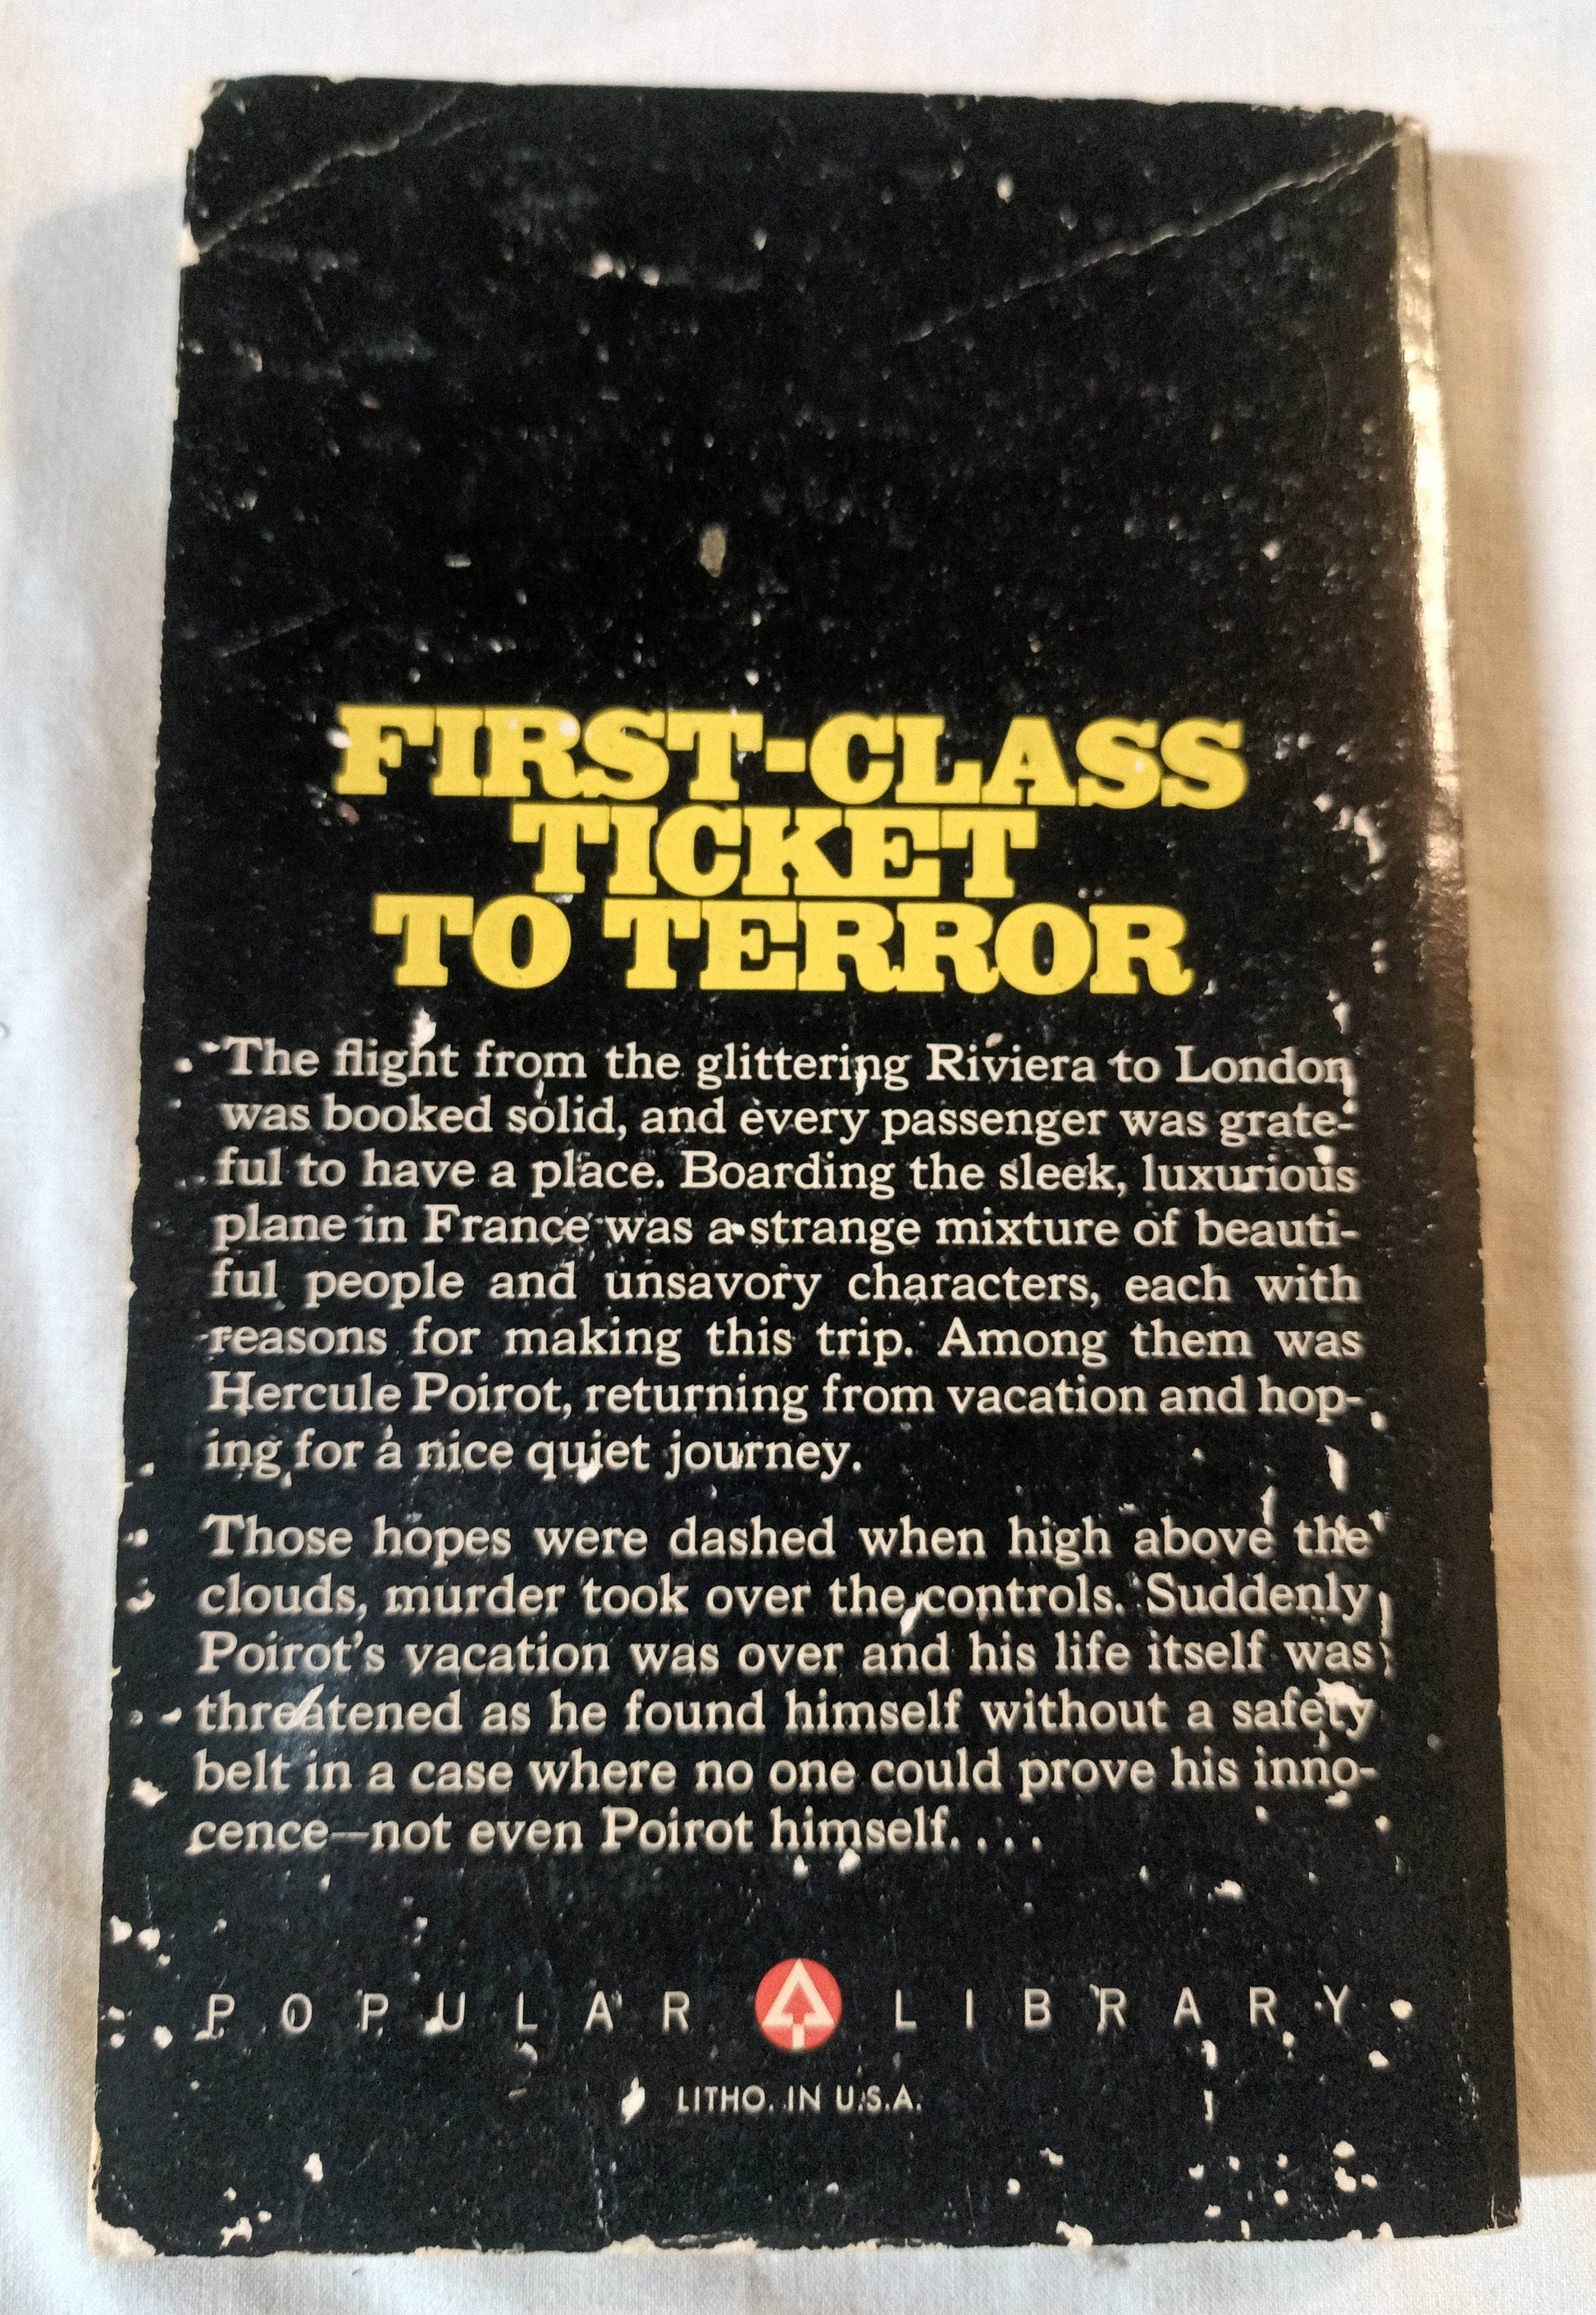 FIRST-CLASS
TICKET
TO TERROR
The flight from the glittering Riviera to London
was booked solid, and every passenger was grate-
ful to have a place. Boarding the sleek, luxurious
plane in France was a strange mixture of beauti-
ful people and unsavory characters, each with
reasons for making this trip. Among them was
Hercule Poirot, returning from vacation and hop-
ing for a nice quiet journey.
Those hopes were dashed when high above the
clouds, murder took over the controls. Suddenly
Poirot's vacation was over and his life itself was
threatened as he found himself without a safety
belt in a case where no one could prove his inno-
cence—not even Poirot himself. . . .
POPULAR LIBRARY
LITHO. IN U.S.A.